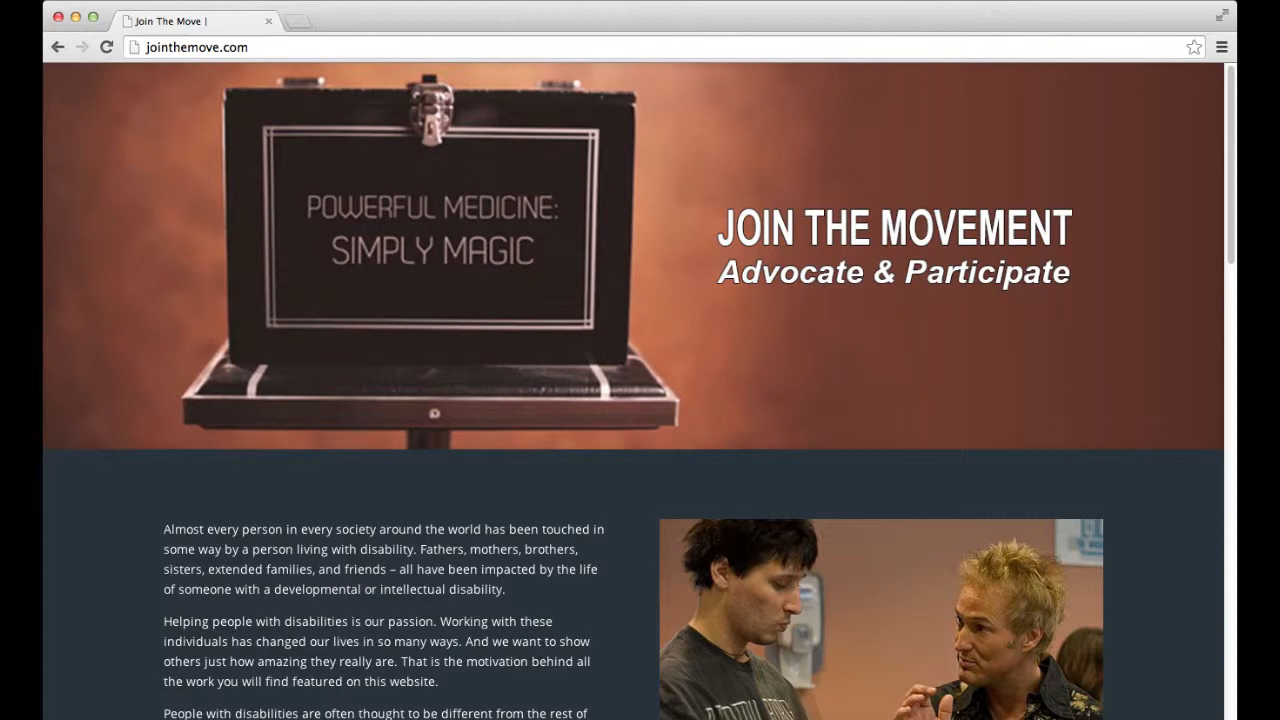 Join The Move |
jointhemove.com
POWERFUL MEDICINE:
SIMPLY MAGIC
JOIN THE MOVEMENT
Advocate & Participate
Almost every person in every society around the world has been touched in
some way by a person living with disability. Fathers, mothers, brothers,
sisters, extended families, and friends – all have been impacted by the life
of someone with a developmental or intellectual disability.
Helping people with disabilities is our passion. Working with these
individuals has changed our lives in so many ways. And we want to show
others just how amazing they really are. That is the motivation behind all
the work you will find featured on this website.
People with disabilities are often thought to be different from the rest of